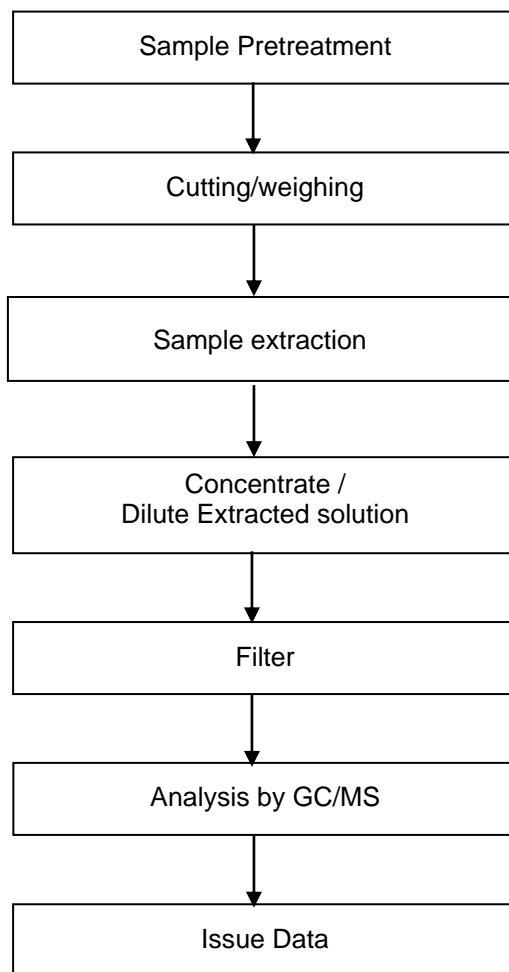 Sample Pretreatment
Cutting/weighing
Sample extraction
Concentrate /
Dilute Extracted solution
Filter
Analysis by GC/MS
Issue Data